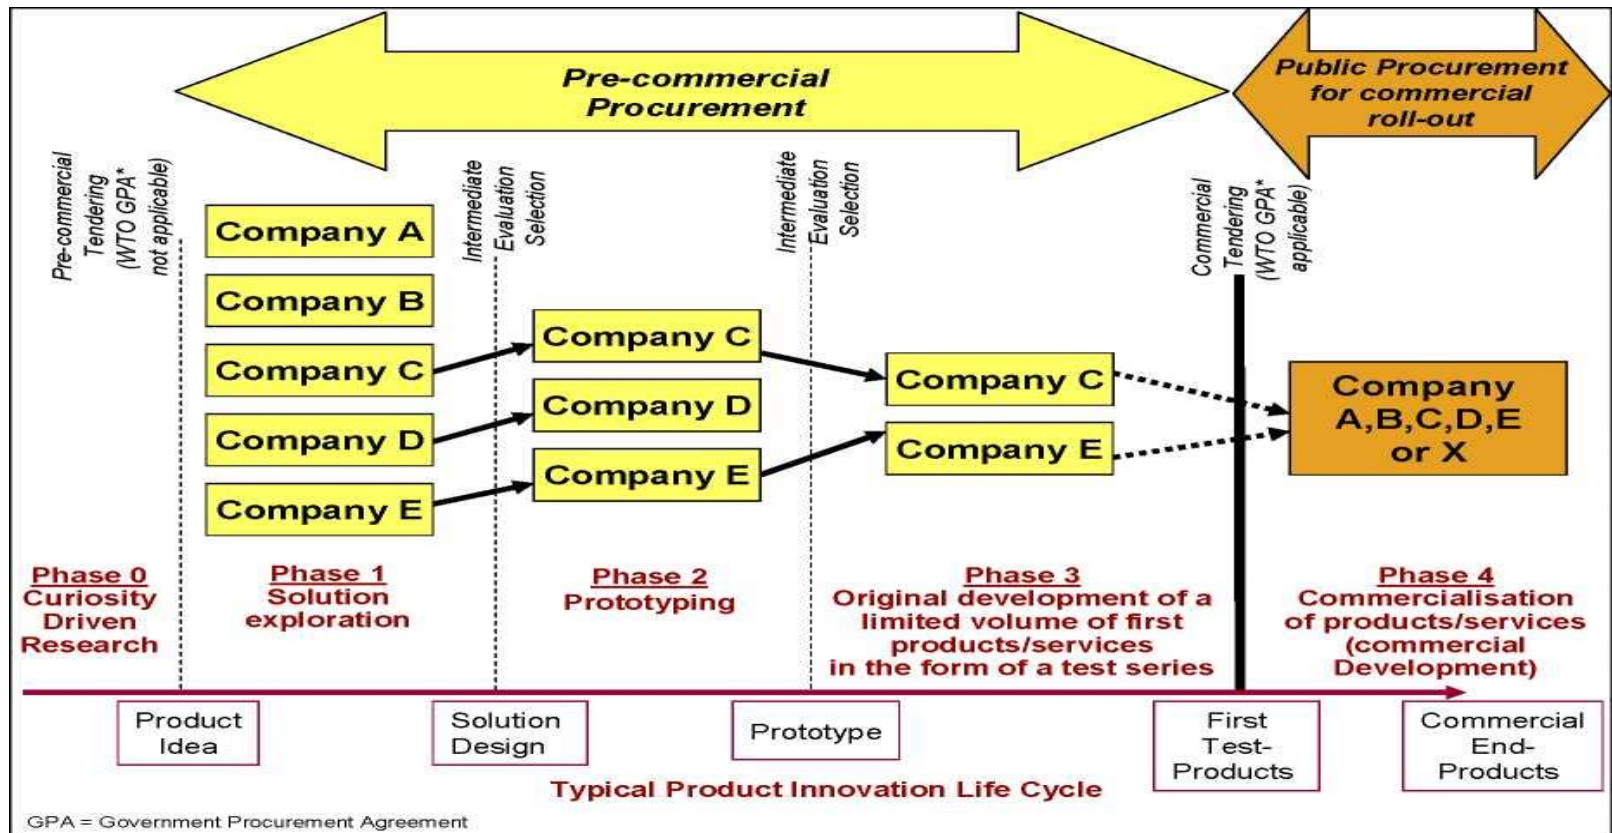 Pre-commercial
Procurement
Public Procurement
for commercial
roll-out
Pre-commercial
Tendering
(WTO GPA*
not applicable)
Intermediate
Evaluation
Selection
Intermediate
Evaluation
Selection
Commercial
Tendering
(WTO GPA*
applicable)
Company A
Company B
Company C
Company D
Company E
Company C
Company D
Company E
Company C
Company E
Company
A,B,C,D,E
or X
Phase 0
Curiosity
Driven
Research
Phase 1
Solution
exploration
Phase 2
Prototyping
Phase 3
Original development of a
limited volume of first
products/services
in the form of a test series
Phase 4
Commercialisation
of products/services
(commercial
Development)
Product
Idea
Solution
Design
Prototype
First
Test-
Products
Commercial
End-
Products
Typical Product Innovation Life Cycle
GPA = Government Procurement Agreement